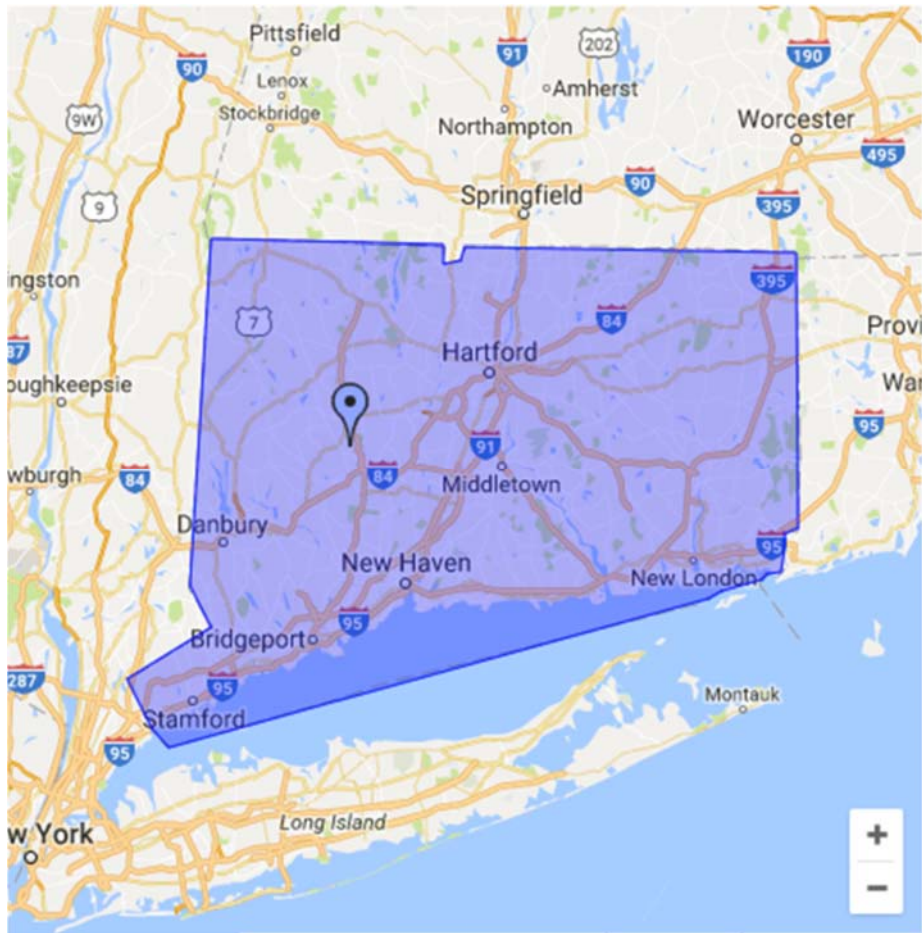 Pittsfield
90
91
202
190
Lenox
Amherst
Stockbridge
9W
Northampton
Worcester
495
90
Springfield
395
9
ingston
395
7
84
Provi
87
Hartford
oughkeepsie
War
95
91
wburgh
84
84
Middletown
Danbury
95
New Haven
New London
95
Bridgeport
287
95
Stamford
Montauk
95
Long Island
w York
+
−